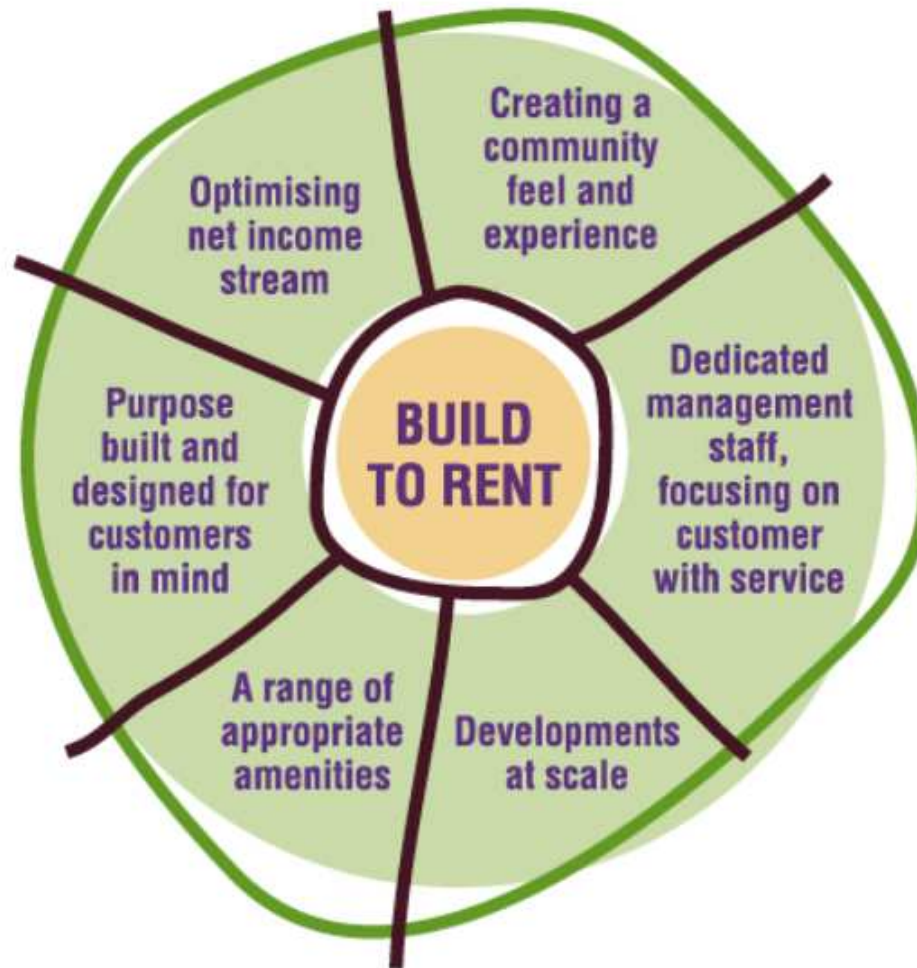 Creating a
community
feel and
experience
Optimising
net income
stream
Dedicated
management
staff,
focusing on
customer
with service
Purpose
built and
designed for
customers
in mind
BUILD
TO RENT
A range of
appropriate
amenities
Developments
at scale